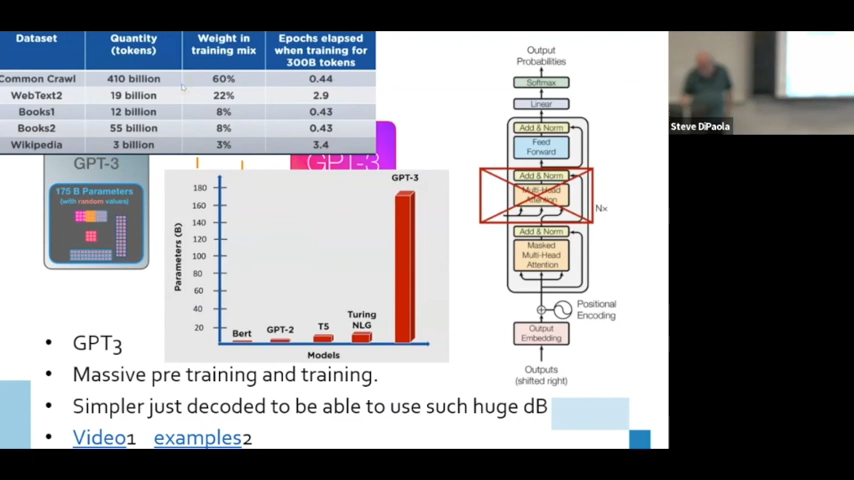 Dataset Quantity (tokens) Weight in training mix Epochs elapsed when training for 300B tokens
Common Crawl 410 billion 60% 0.44
WebText2 19 billion 22% 2.9
Books1 12 billion 8% 0.43
Books2 55 billion 8% 0.43
Wikipedia 3 billion 3% 3.4
GPT-3
175 B Parameters
(with random values)
GPT-3
Parameters (B)
180
160
140
120
100
80
60
40
20
Bert
GPT-2
T5
Turing
NLG
GPT-3
Models
Output
Probabilities
Softmax
Linear
Add & Norm
Feed
Forward
Add & Norm
Multi-Head
Attention
N×
Add & Norm
Masked
Multi-Head
Attention
Positional
Encoding
Output
Embedding
Outputs
(shifted right)
Steve DiPaola
• GPT3
• Massive pre training and training.
• Simpler just decoded to be able to use such huge dB
• Video1 examples2